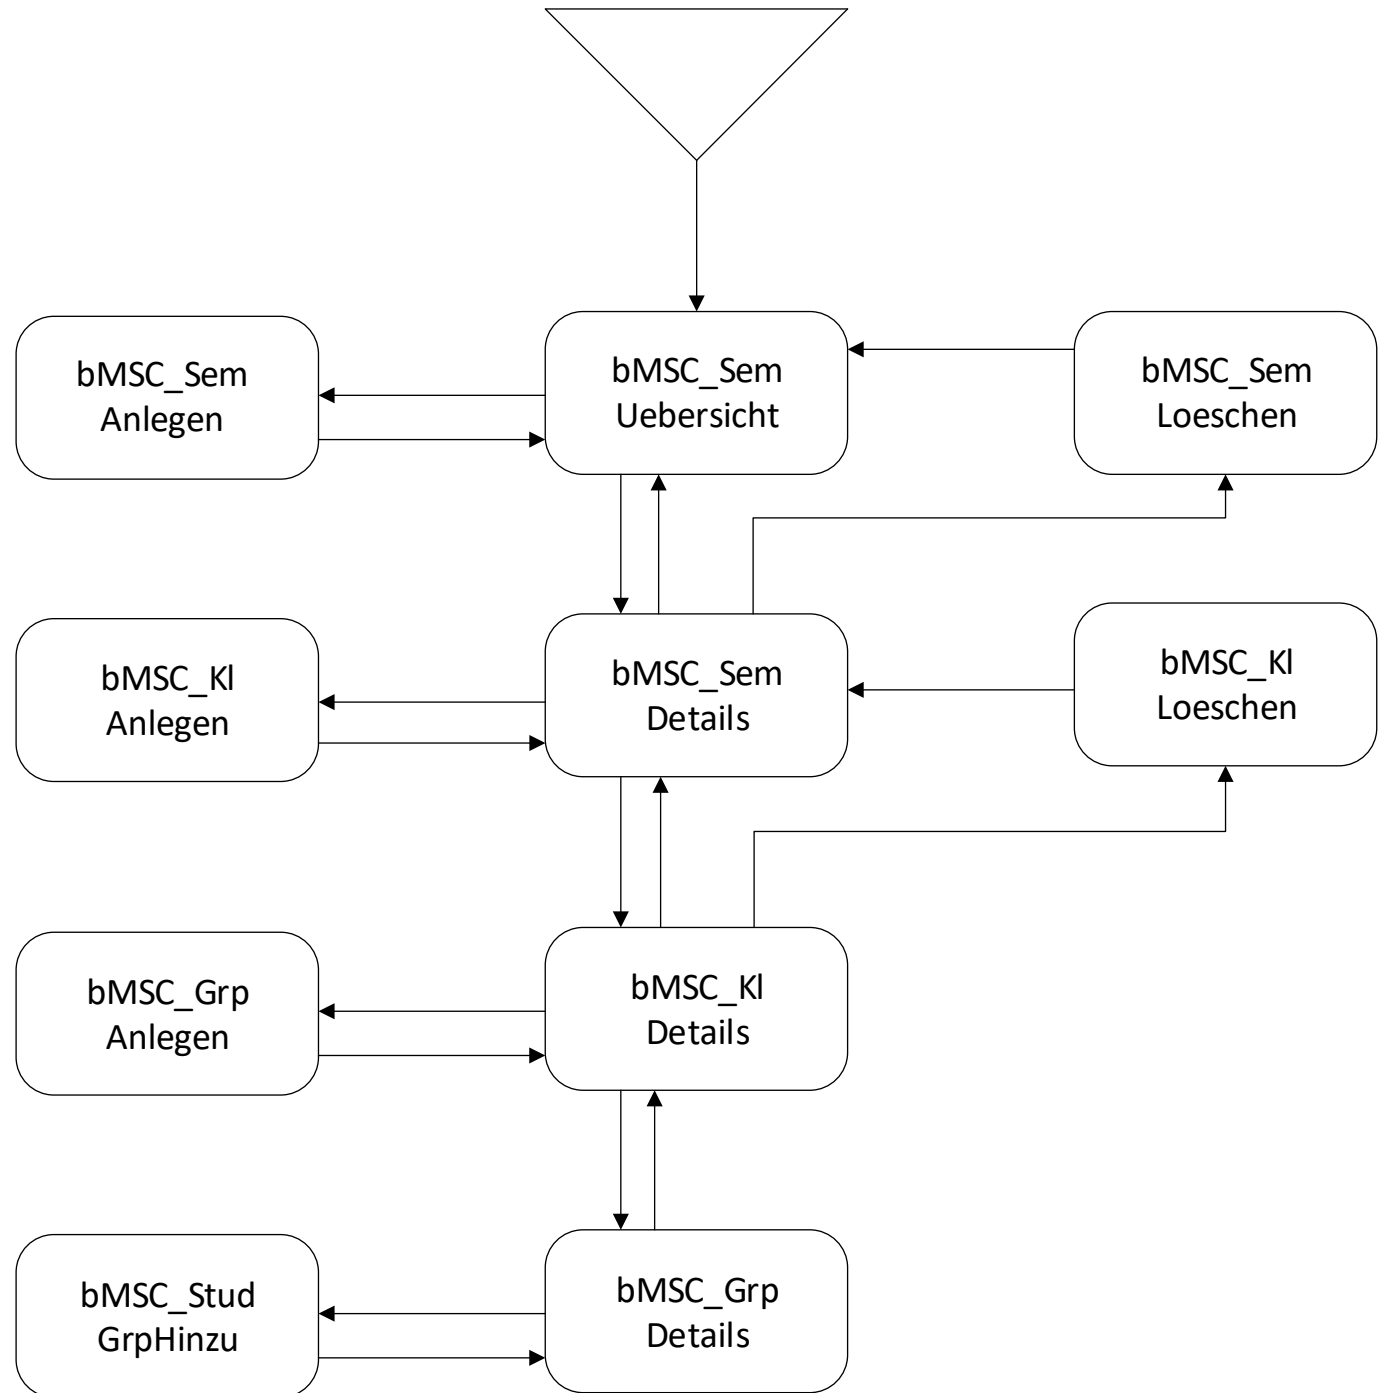 bMSC_Sem
Anlegen
bMSC_Sem
Uebersicht
bMSC_Sem
Loeschen
bMSC_Kl
Anlegen
bMSC_Sem
Details
bMSC_Kl
Loeschen
bMSC_Grp
Anlegen
bMSC_Kl
Details
bMSC_Stud
GrpHinzu
bMSC_Grp
Details